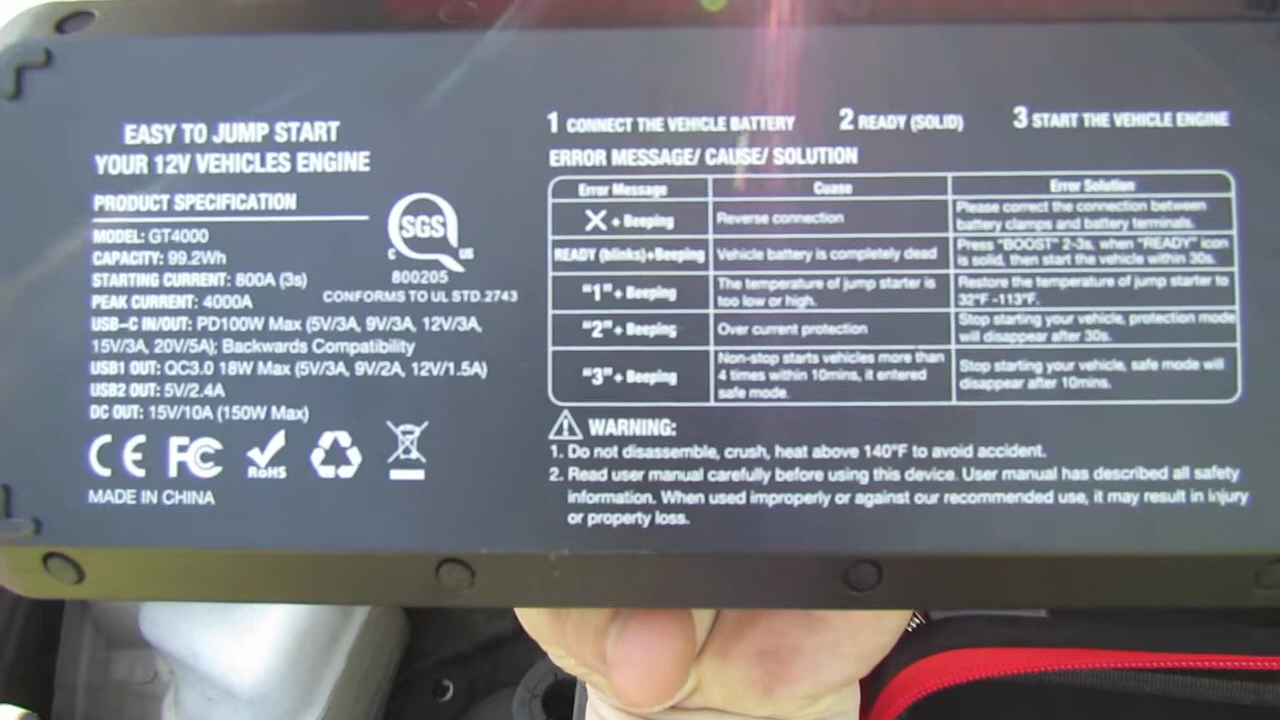 EASY TO JUMP START
YOUR 12V VEHICLES ENGINE
PRODUCT SPECIFICATION
MODEL: GT4000
CAPACITY: 99.2Wh
STARTING CURRENT: 800A (3s)
PEAK CURRENT: 4000A
USB-C IN/OUT: PD100W Max (5V/3A, 9V/3A, 12V/3A,
15V/3A, 20V/5A); Backwards Compatibility
USB1 OUT: QC3.0 18W Max (5V/3A, 9V/2A, 12V/1.5A)
USB2 OUT: 5V/2.4A
DC OUT: 15V/10A (150W Max)
SGS
C US
800205
CONFORMS TO UL STD.2743
CE FC RoHS
MADE IN CHINA
1 CONNECT THE VEHICLE BATTERY 2 READY (SOLID) 3 START THE VEHICLE ENGINE
ERROR MESSAGE/ CAUSE/ SOLUTION
Error Message Cuase Error Solution
X + Beeping Reverse connection Please correct the connection between
battery clamps and battery terminals.
READY (blinks)+Beeping Vehicle battery is completely dead Press "BOOST" 2-3s, when "READY" icon
is solid, then start the vehicle within 30s.
"1" + Beeping The temperature of jump starter is
too low or high. Restore the temperature of jump starter to
32°F -113°F.
"2" + Beeping Over current protection Stop starting your vehicle, protection mode
will disappear after 30s.
"3" + Beeping Non-stop starts vehicles more than
4 times within 10mins, it entered
safe mode. Stop starting your vehicle, safe mode will
disappear after 10mins.
WARNING:
1. Do not disassemble, crush, heat above 140°F to avoid accident.
2. Read user manual carefully before using this device. User manual has described all safety
information. When used improperly or against our recommended use, it may result in injury
or property loss.